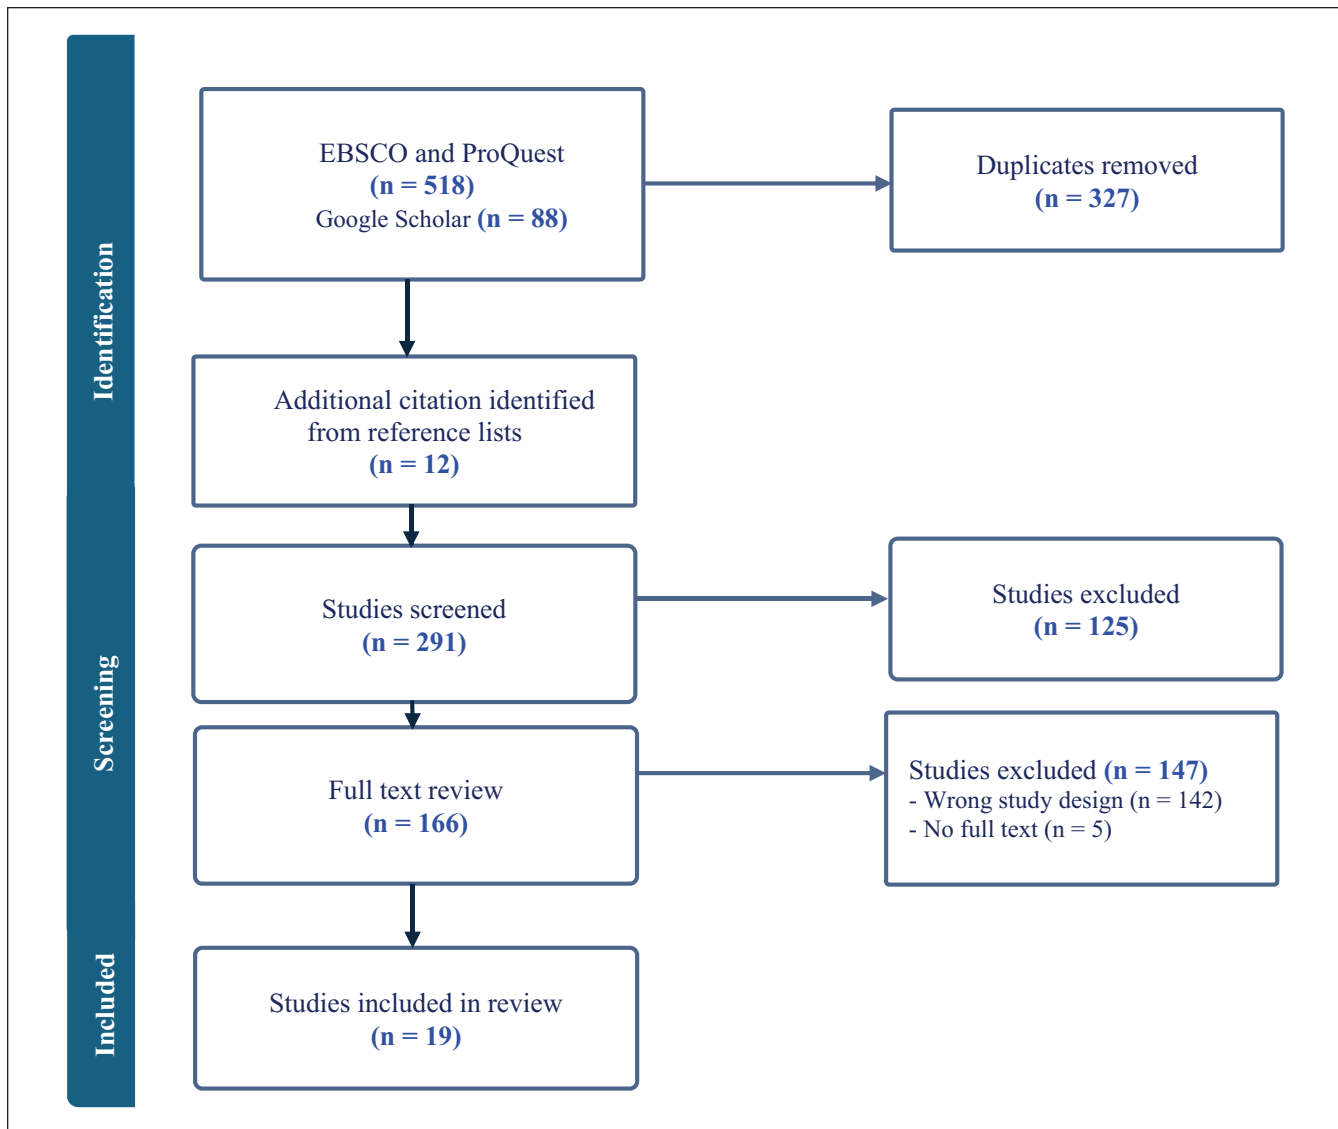 Identification
EBSCO and ProQuest
(n = 518)
Google Scholar (n = 88)
Duplicates removed
(n = 327)
Additional citation identified
from reference lists
(n = 12)
Screening
Studies screened
(n = 291)
Studies excluded
(n = 125)
Full text review
(n = 166)
Studies excluded (n = 147)
- Wrong study design (n = 142)
- No full text (n = 5)
Included
Studies included in review
(n = 19)